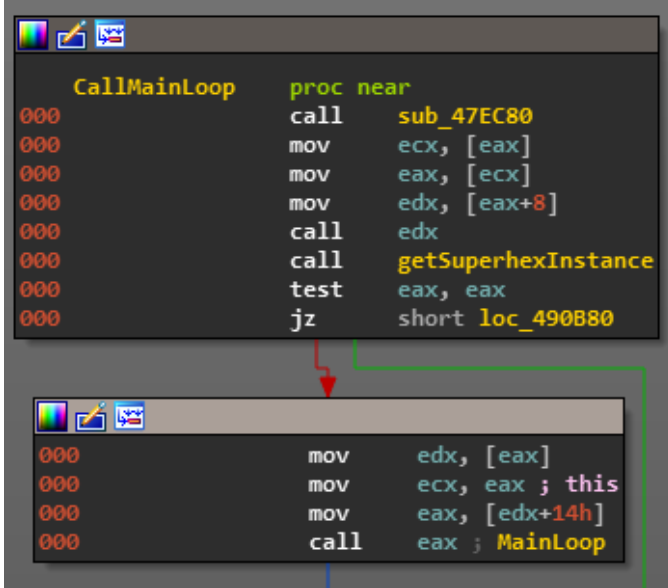 CallMainLoop proc near
000 call sub_47EC80
000 mov ecx, [eax]
000 mov eax, [ecx]
000 mov edx, [eax+8]
000 call edx
000 call getSuperhexInstance
000 test eax, eax
000 jz short loc_490B80
000 mov edx, [eax]
000 mov ecx, eax ; this
000 mov eax, [edx+14h]
000 call eax ; MainLoop